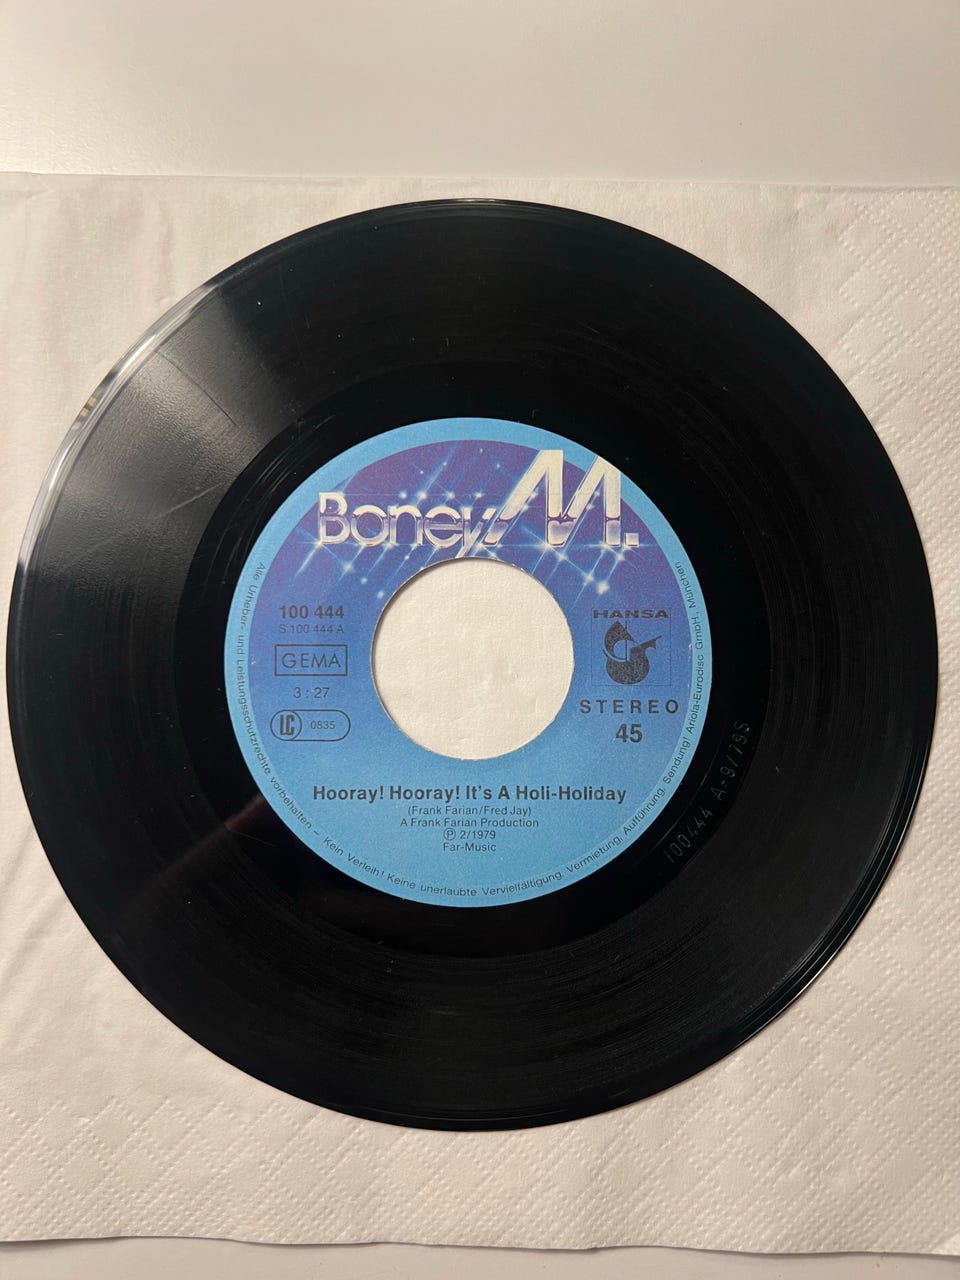 Boney M.
100 444
S 100 444 A
GEMA
3 : 27
LC 0835
HANSA
STEREO
45
Hooray! Hooray! It's A Holi-Holiday
(Frank Farian/Fred Jay)
A Frank Farian Production
Ⓟ 2/1979
Far-Music
Alle Urheber- und Leistungsschutzrechte vorbehalten – Kein Verleih! Keine unerlaubte Vervielfältigung, Vermietung, Aufführung, Sendung! Ariola-Eurodisc GmbH, München
100444 A-9/79S